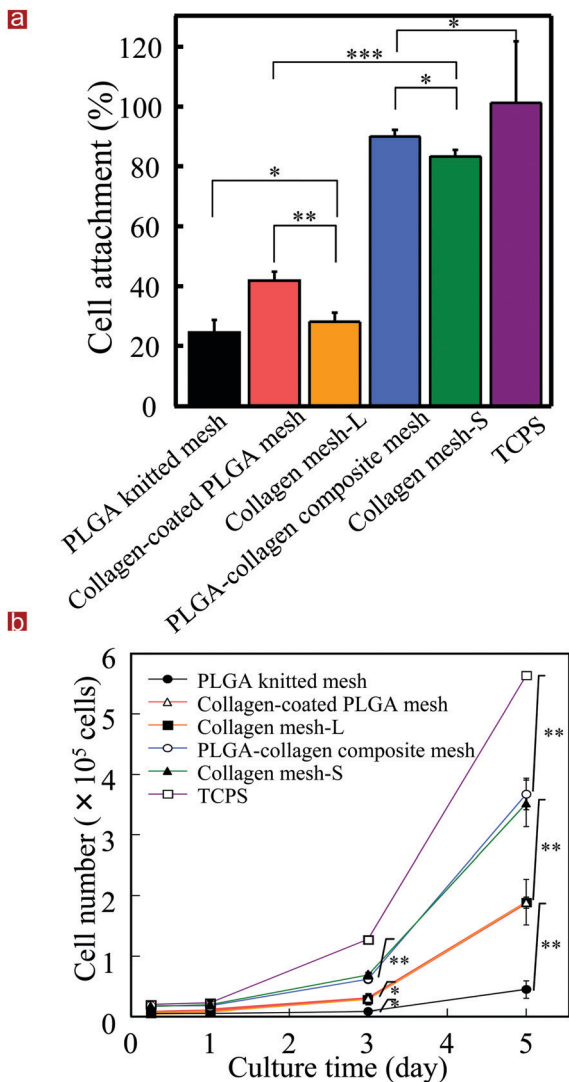 a
Cell attachment (%)
120
100
80
60
40
20
0
*
**
***
*
*
PLGA knitted mesh
Collagen-coated PLGA mesh
Collagen mesh-L
PLGA-collagen composite mesh
Collagen mesh-S
TCPS
b
Cell number ( × 10⁵ cells)
6
5
4
3
2
1
0
PLGA knitted mesh
Collagen-coated PLGA mesh
Collagen mesh-L
PLGA-collagen composite mesh
Collagen mesh-S
TCPS
**
*
*
**
**
**
0 1 2 3 4 5
Culture time (day)